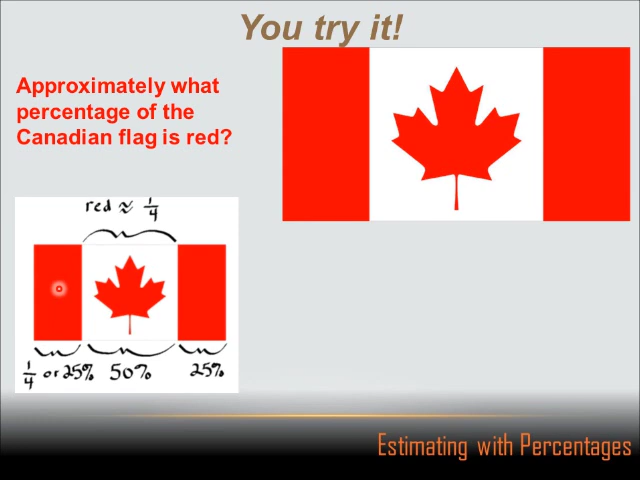 You try it!
Approximately what
percentage of the
Canadian flag is red?
red ≈ 1/4
1/4 or 25% 50% 25%
Estimating with Percentages